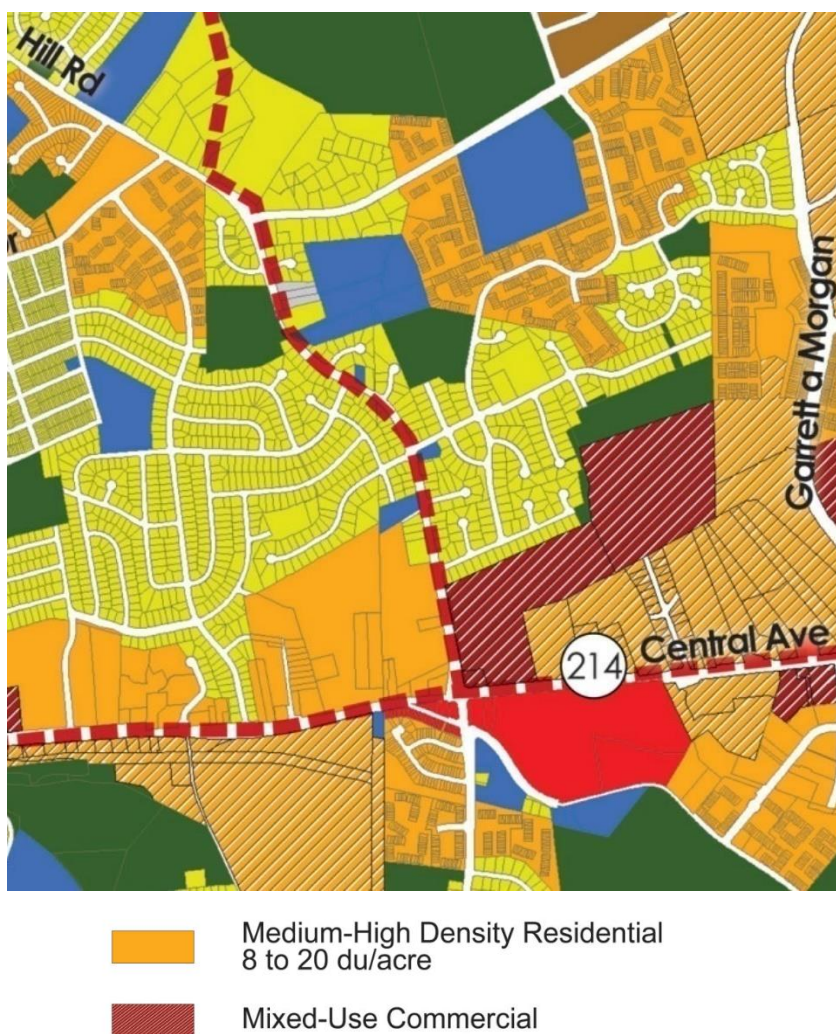 Hill Rd
Garrett a Morgan
214
Central Ave
Medium-High Density Residential
8 to 20 du/acre
Mixed-Use Commercial